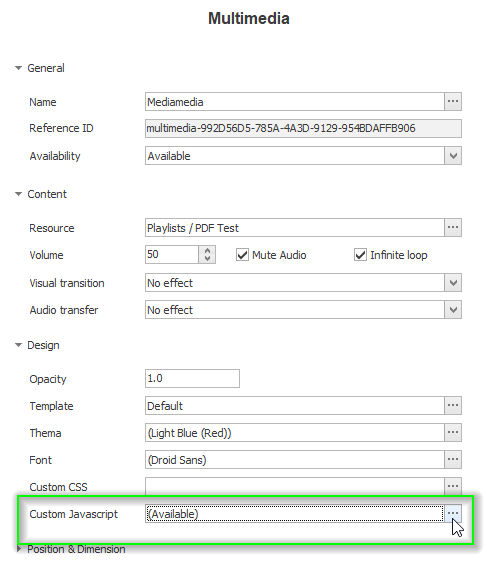 Multimedia
General
Name Mediamedia ...
Reference ID multimedia-992D56D5-785A-4A3D-9129-954BDAFFB906
Availability Available
Content
Resource Playlists / PDF Test ...
Volume 50 Mute Audio Infinite loop
Visual transition No effect
Audio transfer No effect
Design
Opacity 1.0
Template Default ...
Thema (Light Blue (Red)) ...
Font (Droid Sans) ...
Custom CSS ...
Custom Javascript (Available) ...
Position & Dimension